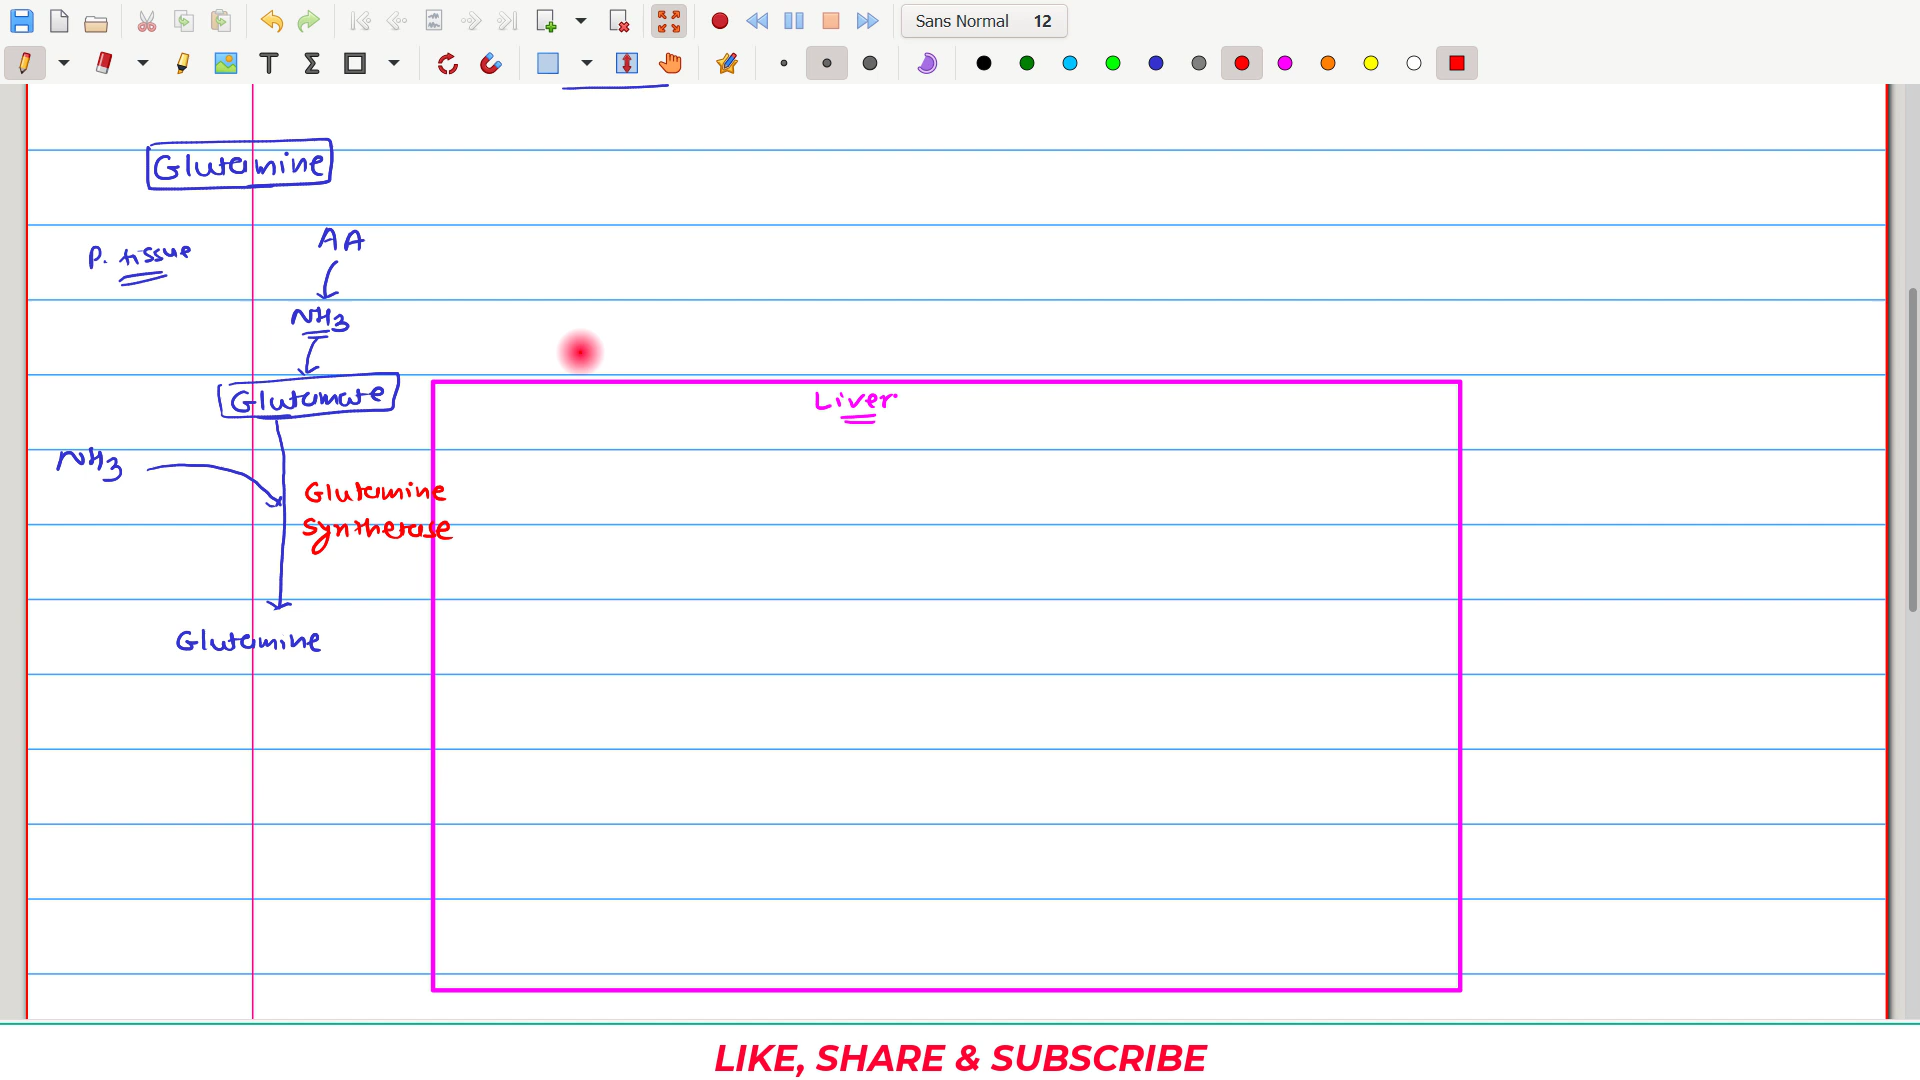 Sans Normal 12
Glutamine
P. tissue
AA
NH3
Glutamate
Liver
NH3
Glutamine
Synthetase
Glutamine
LIKE, SHARE & SUBSCRIBE